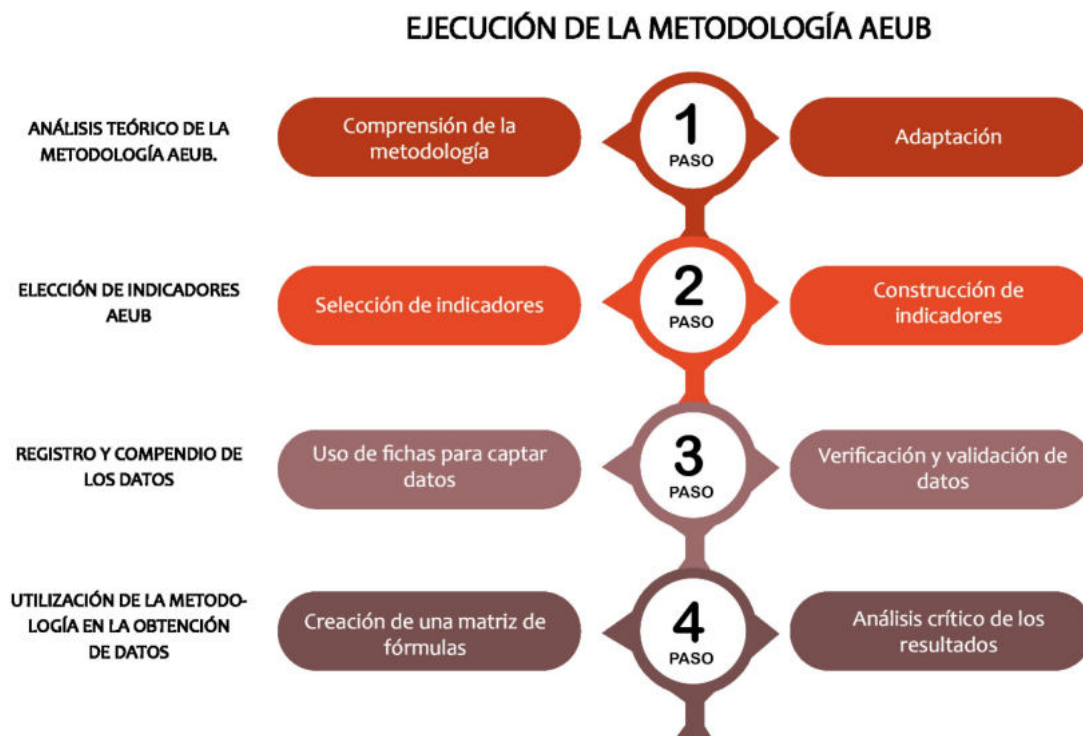 EJECUCIÓN DE LA METODOLOGÍA AEUB
ANÁLISIS TEÓRICO DE LA
METODOLOGÍA AEUB.
Comprensión de la
metodología
1
PASO
Adaptación
ELECCIÓN DE INDICADORES
AEUB
Selección de indicadores
2
PASO
Construcción de
indicadores
REGISTRO Y COMPENDIO DE
LOS DATOS
Uso de fichas para captar
datos
3
PASO
Verificación y validación de
datos
UTILIZACIÓN DE LA METODO-
LOGÍA EN LA OBTENCIÓN
DE DATOS
Creación de una matriz de
fórmulas
4
PASO
Análisis crítico de los
resultados